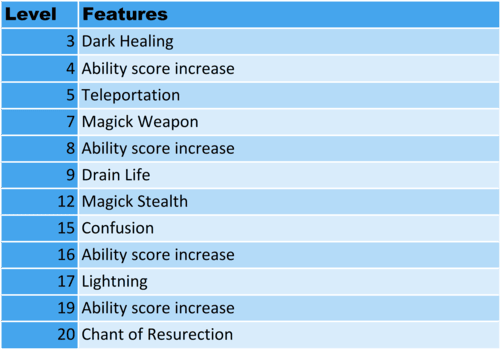 Level Features
3 Dark Healing
4 Ability score increase
5 Teleportation
7 Magick Weapon
8 Ability score increase
9 Drain Life
12 Magick Stealth
15 Confusion
16 Ability score increase
17 Lightning
19 Ability score increase
20 Chant of Resurection